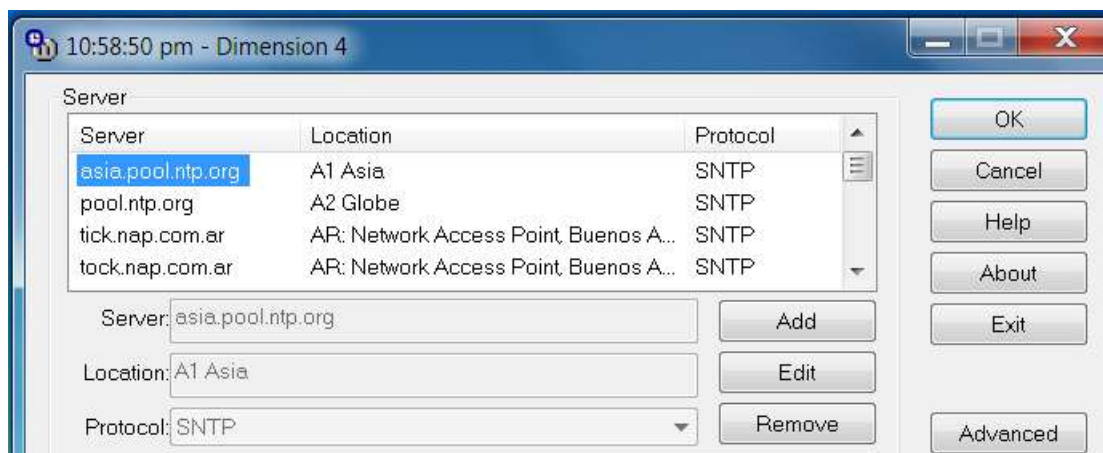 10:58:50 pm - Dimension 4
Server
Server Location Protocol
asia.pool.ntp.org A1 Asia SNTP
pool.ntp.org A2 Globe SNTP
tick.nap.com.ar AR: Network Access Point, Buenos A... SNTP
tock.nap.com.ar AR: Network Access Point, Buenos A... SNTP
Server: asia.pool.ntp.org Add
Location: A1 Asia Edit
Protocol: SNTP Remove
OK
Cancel
Help
About
Exit
Advanced